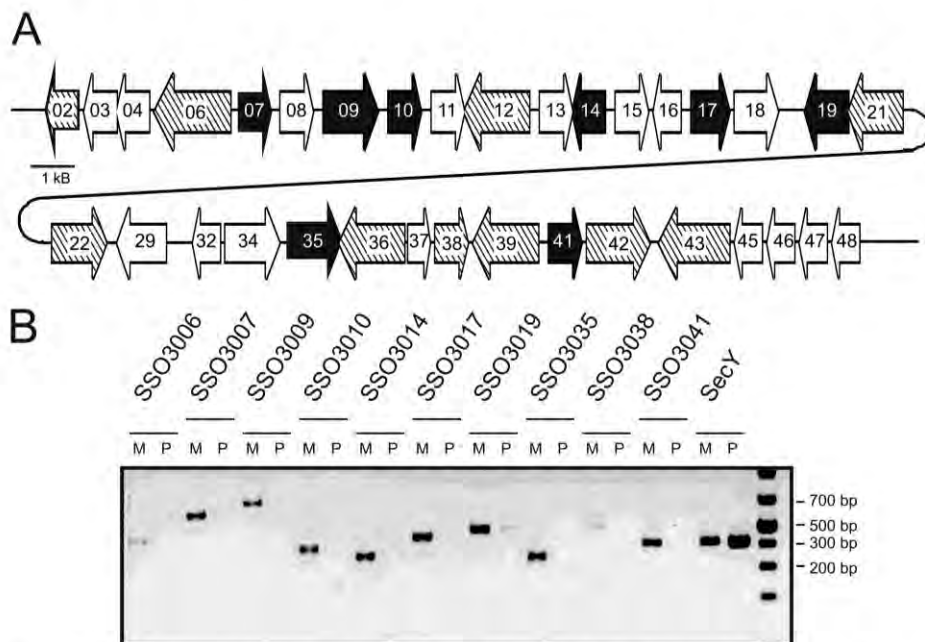 A
02 03 04 06 07 08 09 10 11 12 13 14 15 16 17 18 19 21
1 kB
22 29 32 34 35 36 37 38 39 41 42 43 45 46 47 48
B
SSO3006 SSO3007 SSO3009 SSO3010 SSO3014 SSO3017 SSO3019 SSO3035 SSO3038 SSO3041 SecY
M P M P M P M P M P M P M P M P M P M P M P
– 700 bp
– 500 bp
– 300 bp
– 200 bp